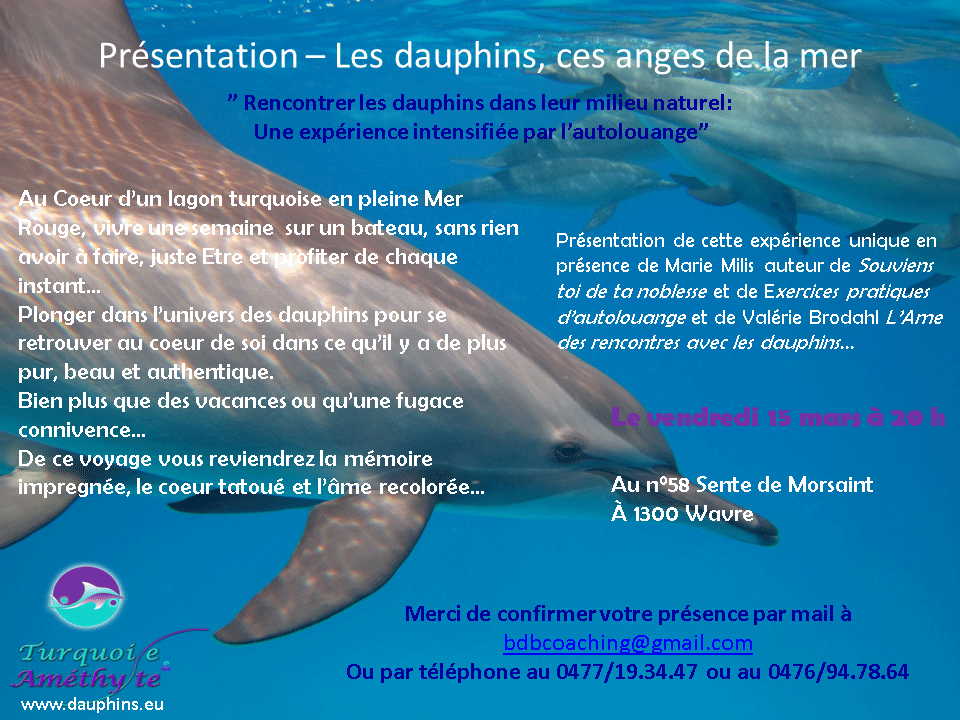 Présentation – Les dauphins, ces anges de la mer
” Rencontrer les dauphins dans leur milieu naturel:
Une expérience intensifiée par l’autolouange”
Au Coeur d’un lagon turquoise en pleine Mer
Rouge, vivre une semaine sur un bateau, sans rien
avoir à faire, juste Etre et profiter de chaque
instant...
Plonger dans l’univers des dauphins pour se
retrouver au coeur de soi dans ce qu’il y a de plus
pur, beau et authentique.
Bien plus que des vacances ou qu’une fugace
connivence...
De ce voyage vous reviendrez la mémoire
impregnée, le coeur tatoué et l’âme recolorée...
Présentation de cette expérience unique en
présence de Marie Milis auteur de Souviens
toi de ta noblesse et de Exercices pratiques
d’autolouange et de Valérie Brodahl L’Ame
des rencontres avec les dauphins...
Le vendredi 15 mars à 20 h
Au n°58 Sente de Morsaint
À 1300 Wavre
Merci de confirmer votre présence par mail à
bdbcoaching@gmail.com
Ou par téléphone au 0477/19.34.47 ou au 0476/94.78.64
Turquoise
Améthyste
www.dauphins.eu